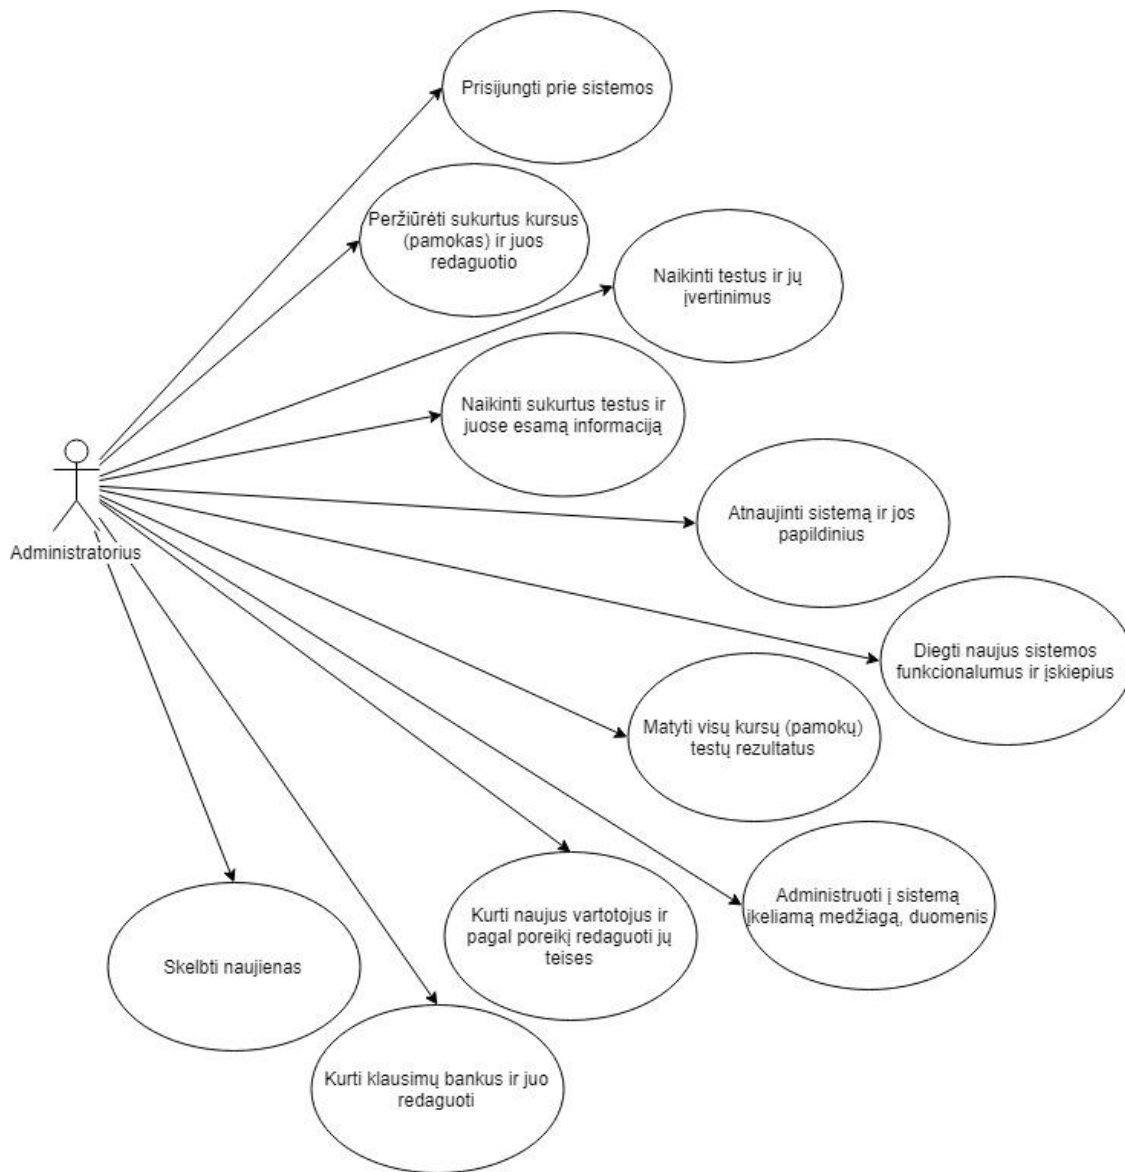 Prisijungti prie sistemos
Peržiūrėti sukurtus kursus
(pamokas) ir juos
redaguotio
Naikinti testus ir jų
įvertinimus
Naikinti sukurtus testus ir
juose esamą informaciją
Administratorius
Atnaujinti sistemą ir jos
papildinius
Diegti naujus sistemos
funkcionalumus ir įskiepius
Matyti visų kursų (pamokų)
testų rezultatus
Administruoti į sistemą
įkeliamą medžiagą, duomenis
Kurti naujus vartotojus ir
pagal poreikį redaguoti jų
teises
Skelbti naujienas
Kurti klausimų bankus ir juo
redaguoti